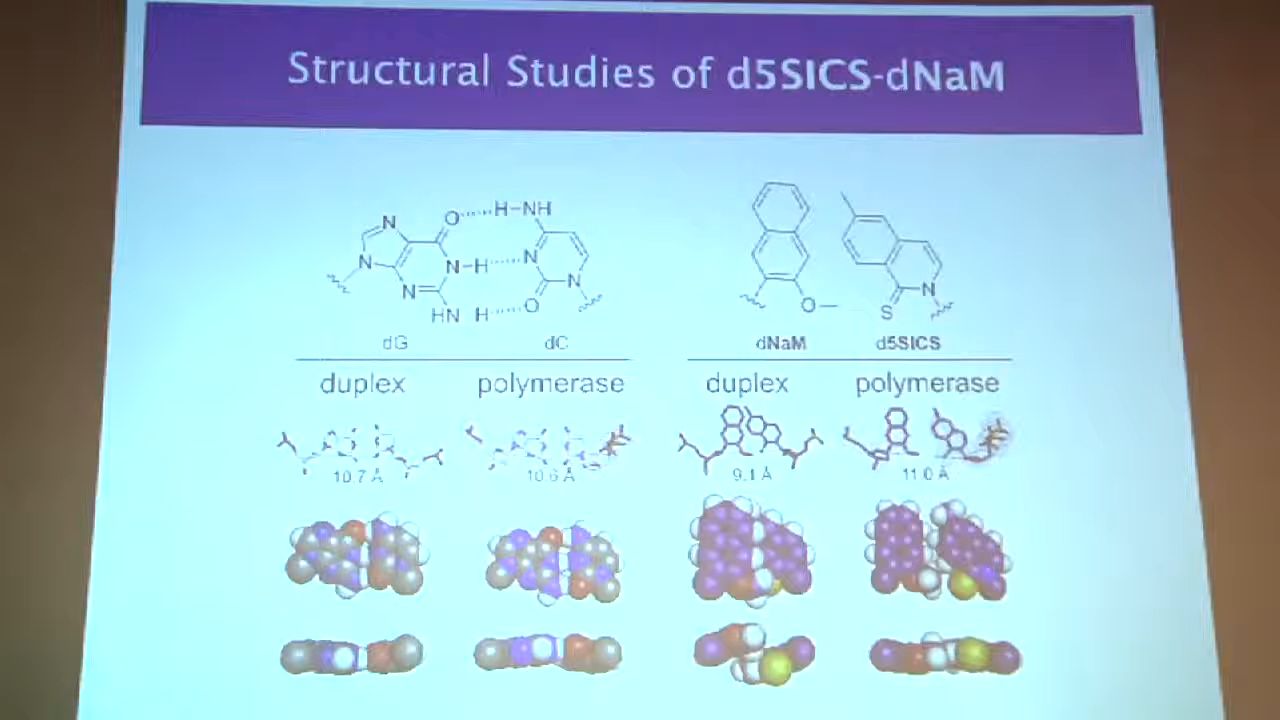 Structural Studies of d5SICS-dNaM
N
O
H-NH
N
N-H
N
N
N
HN H
O
O
S
N
dG
dC
dNaM
d5SICS
duplex
polymerase
duplex
polymerase
10.7 Å
10.6 Å
9.1 Å
11.0 Å